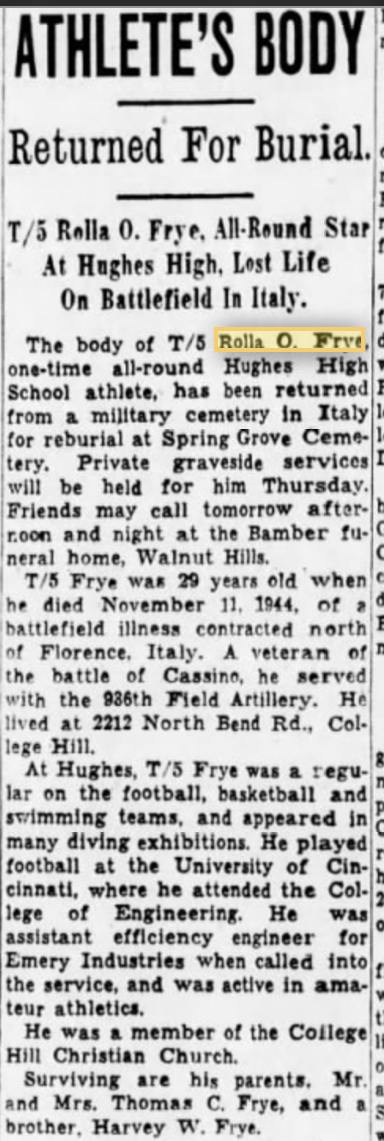 ATHLETE'S BODY
Returned For Burial.
T/5 Rolla O. Frye, All-Round Star
At Hughes High, Lost Life
On Battlefield In Italy.
The body of T/5 Rolla O. Frye,
one-time all-round Hughes High
School athlete, has been returned
from a military cemetery in Italy
for reburial at Spring Grove Ceme-
tery. Private graveside services
will be held for him Thursday.
Friends may call tomorrow after-
noon and night at the Bamber fu-
neral home, Walnut Hills.
T/5 Frye was 29 years old when
he died November 11, 1944, of a
battlefield illness contracted north
of Florence, Italy. A veteran of
the battle of Cassino, he served
with the 936th Field Artillery. He
lived at 2212 North Bend Rd., Col-
lege Hill.
At Hughes, T/5 Frye was a regu-
lar on the football, basketball and
swimming teams, and appeared in
many diving exhibitions. He played
football at the University of Cin-
cinnati, where he attended the Col-
lege of Engineering. He was
assistant efficiency engineer for
Emery Industries when called into
the service, and was active in ama-
teur athletics.
He was a member of the College
Hill Christian Church.
Surviving are his parents, Mr.
and Mrs. Thomas C. Frye, and a
brother, Harvey W. Frye.